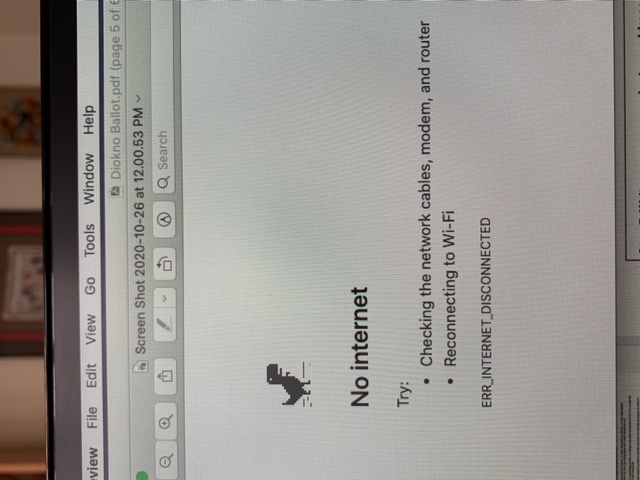 view File Edit View Go Tools Window Help
Diokno Ballot.pdf (page 5 of 6
Screen Shot 2020-10-26 at 12.00.53 PM
Search
No internet
Try:
• Checking the network cables, modem, and router
• Reconnecting to Wi-Fi
ERR_INTERNET_DISCONNECTED